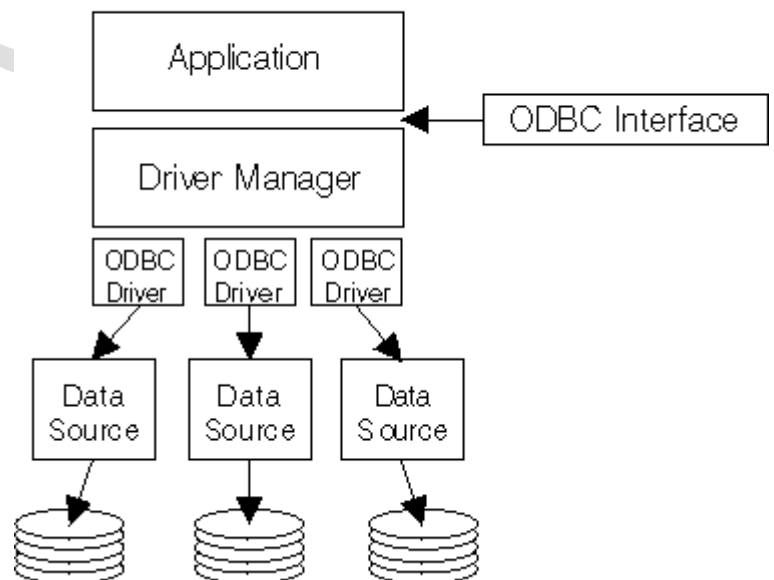 Application
ODBC Interface
Driver Manager
ODBC
Driver
ODBC
Driver
ODBC
Driver
Data
Source
Data
Source
Data
Source